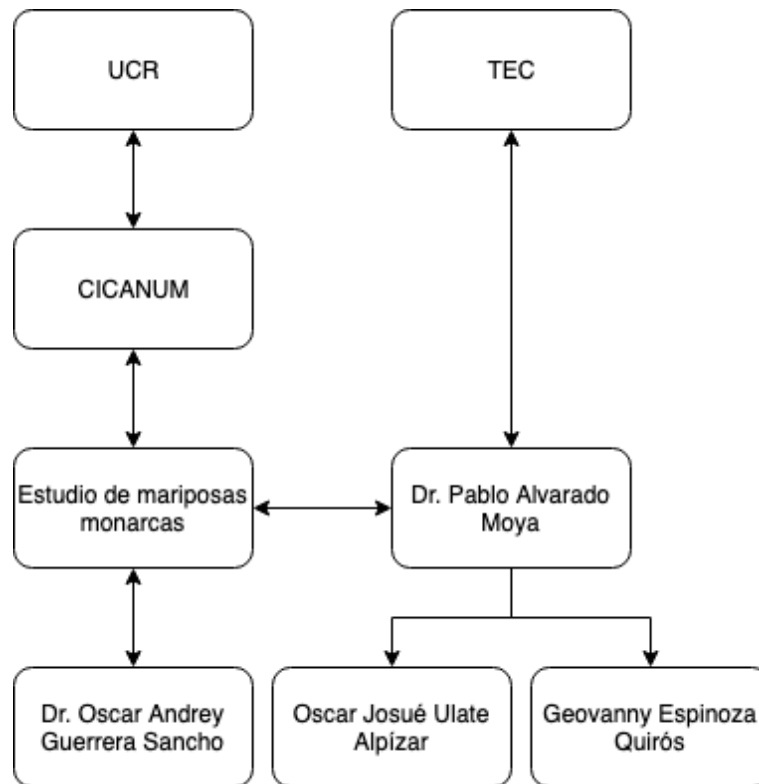 UCR
TEC
CICANUM
Estudio de mariposas
monarcas
Dr. Pablo Alvarado
Moya
Dr. Oscar Andrey
Guerrera Sancho
Oscar Josué Ulate
Alpízar
Geovanny Espinoza
Quirós